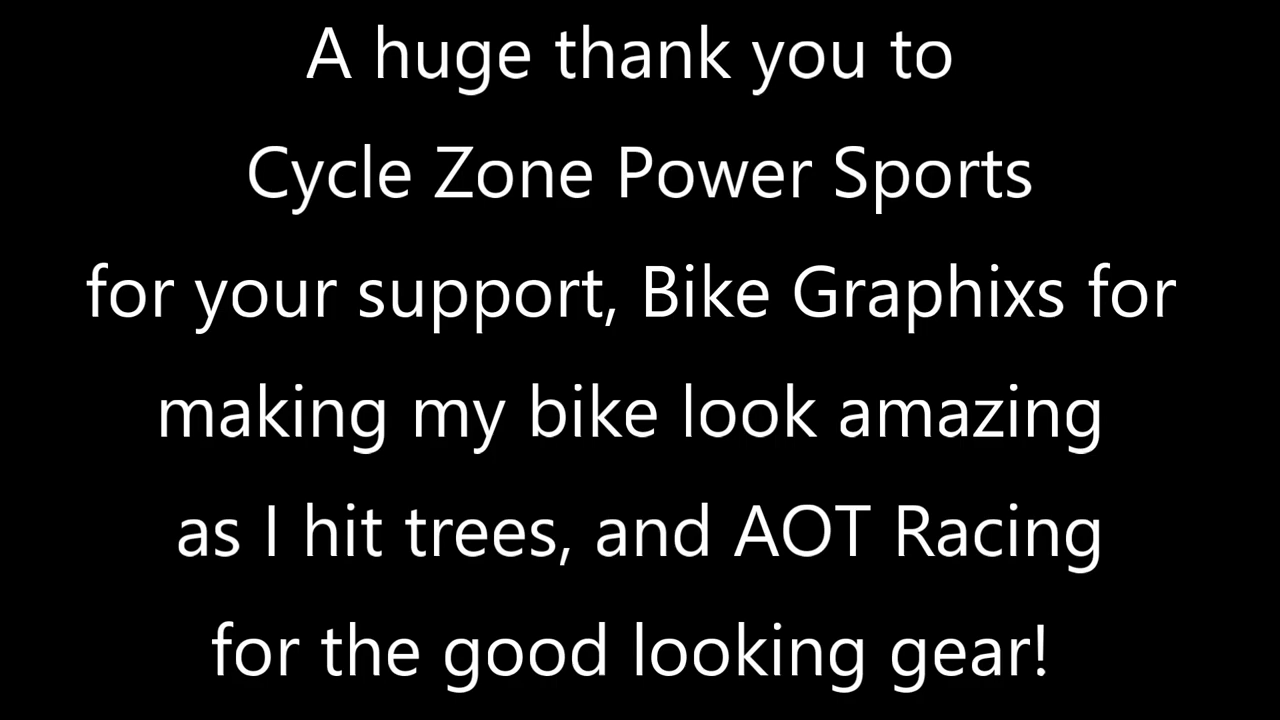 A huge thank you to
Cycle Zone Power Sports
for your support, Bike Graphixs for
making my bike look amazing
as I hit trees, and AOT Racing
for the good looking gear!